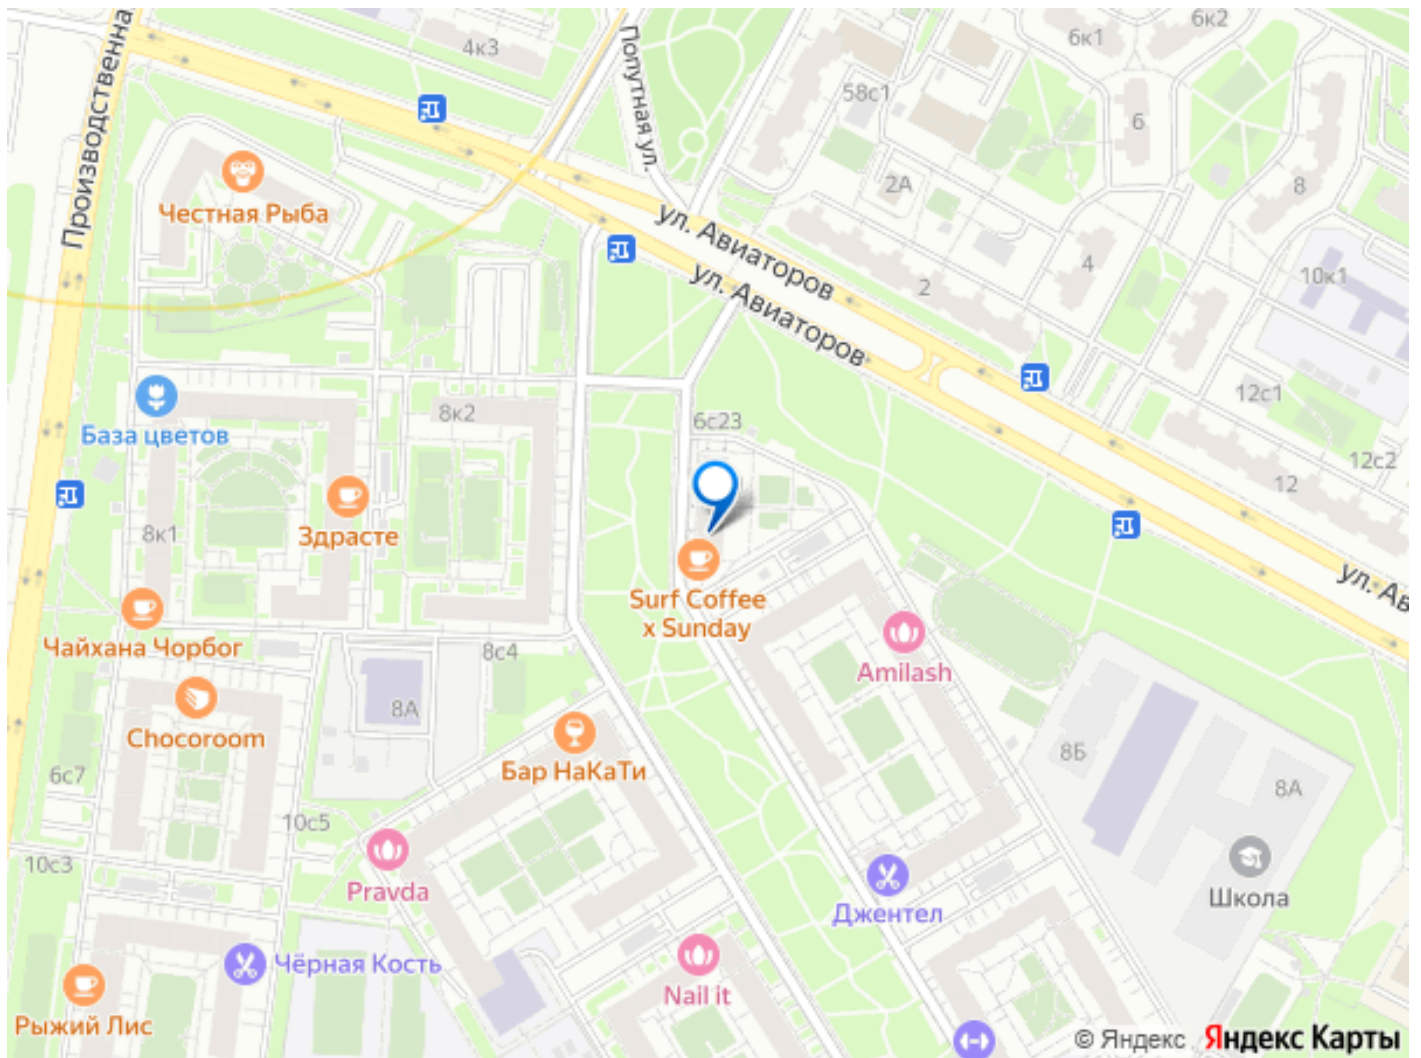 Производственна
4к3
Попутная ул.
6к1
6к2
58с1
6
2А
8
Честная Рыба
ул. Авиаторов
ул. Авиаторов
4
2
10к1
База цветов
8к2
6с23
12с1
12с2
12
8к1
Здрасте
ул. Ав
Surf Coffee
x Sunday
Чайхана Чорбог
8с4
Amilash
8А
Chocoroom
Бар НаКаТи
8Б
6с7
8А
10с5
10с3
Pravda
Школа
Джентел
Чёрная Кость
Nail it
Рыжий Лис
© Яндекс Яндекс Карты